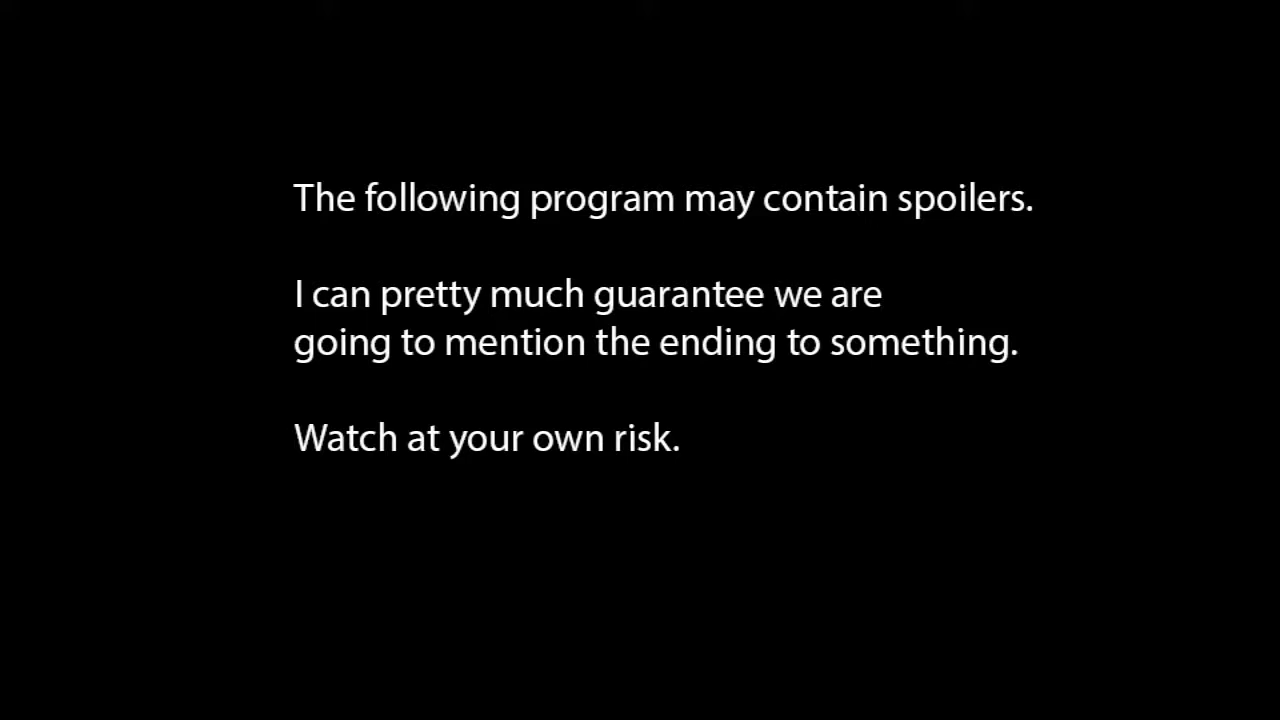 The following program may contain spoilers.
I can pretty much guarantee we are
going to mention the ending to something.
Watch at your own risk.